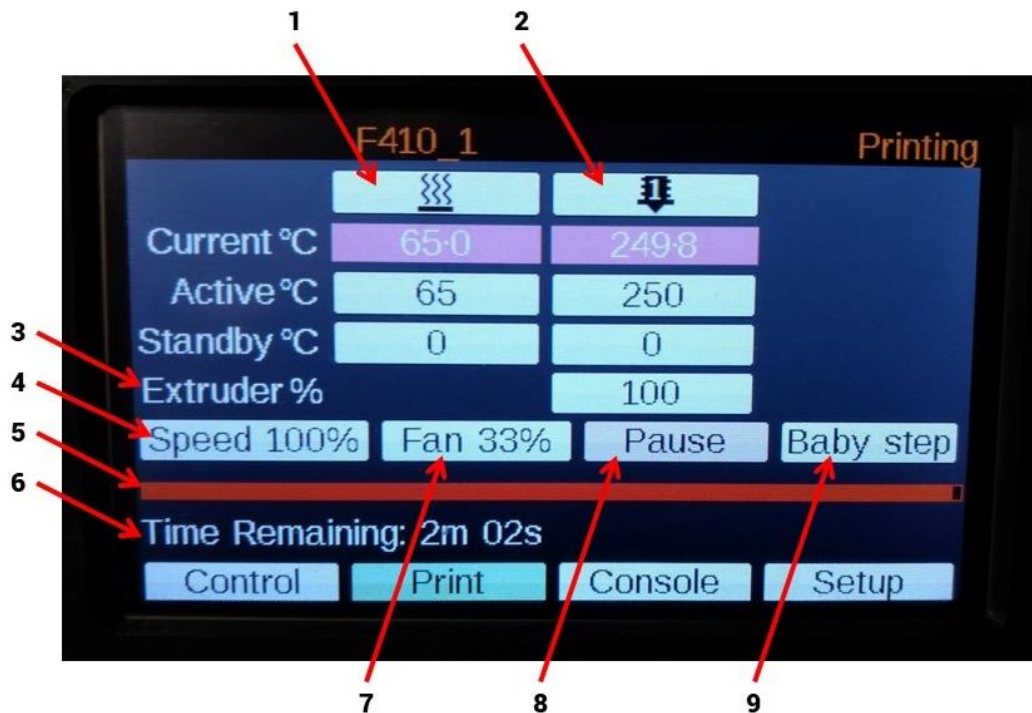 1 2
F410_1 Printing
1
Current °C 65·0 249·8
Active °C 65 250
Standby °C 0 0
3
Extruder % 100
4
Speed 100% Fan 33% Pause Baby step
5
6
Time Remaining: 2m 02s
Control Print Console Setup
7 8 9